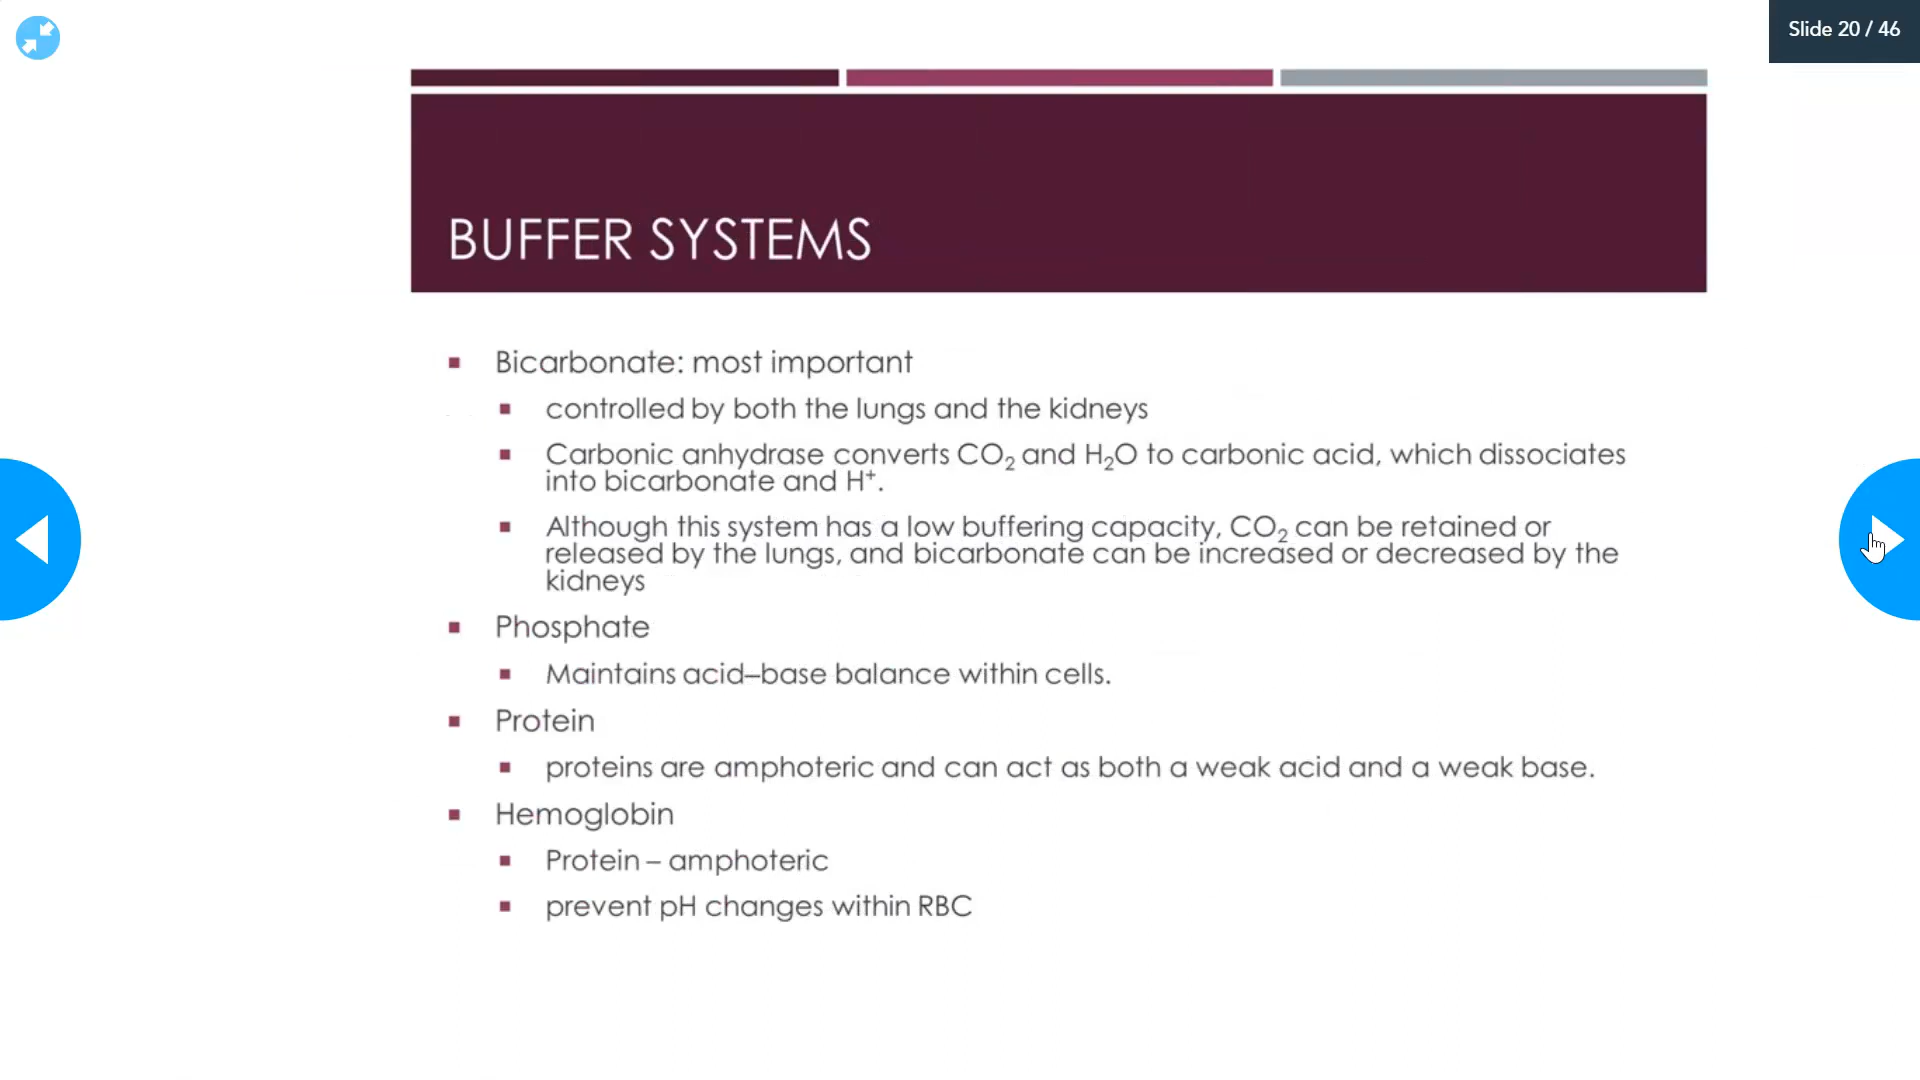 Slide 20 / 46
BUFFER SYSTEMS
Bicarbonate: most important
controlled by both the lungs and the kidneys
Carbonic anhydrase converts CO₂ and H₂O to carbonic acid, which dissociates
into bicarbonate and H⁺.
Although this system has a low buffering capacity, CO₂ can be retained or
released by the lungs, and bicarbonate can be increased or decreased by the
kidneys
Phosphate
Maintains acid–base balance within cells.
Protein
proteins are amphoteric and can act as both a weak acid and a weak base.
Hemoglobin
Protein – amphoteric
prevent pH changes within RBC